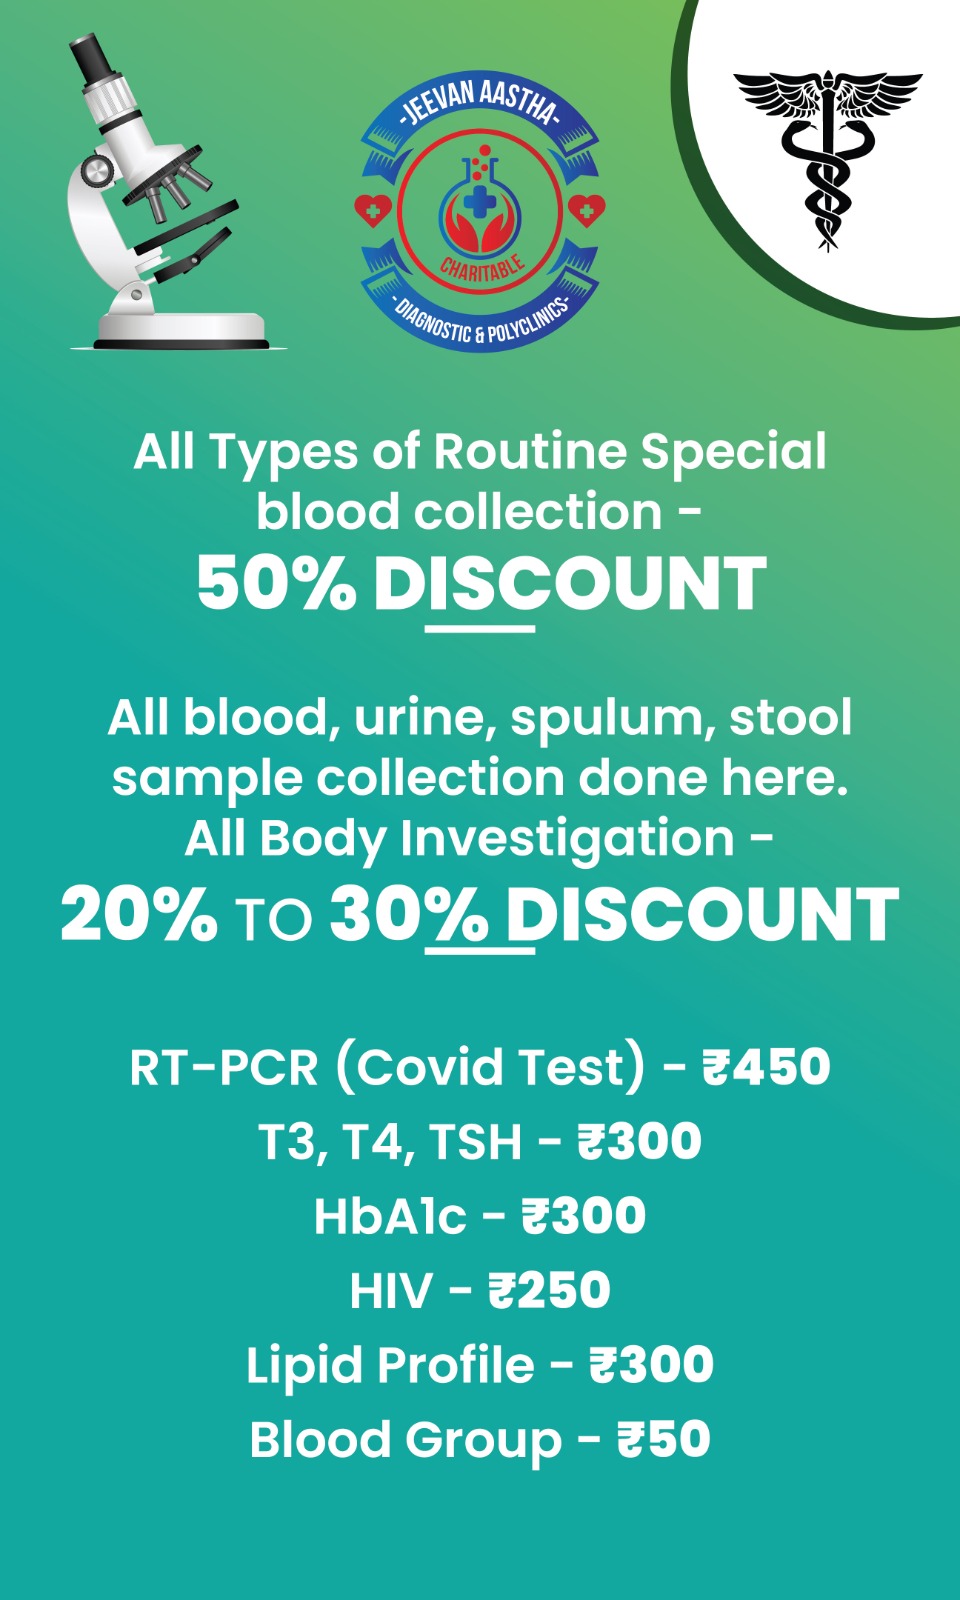 -JEEVAN AASTHA-
CHARITABLE
- DIAGNOSTIC & POLYCLINICS-
All Types of Routine Special
blood collection -
50% DISCOUNT
All blood, urine, spulum, stool
sample collection done here.
All Body Investigation -
20% TO 30% DISCOUNT
RT-PCR (Covid Test) - ₹450
T3, T4, TSH - ₹300
HbA1c - ₹300
HIV - ₹250
Lipid Profile - ₹300
Blood Group - ₹50